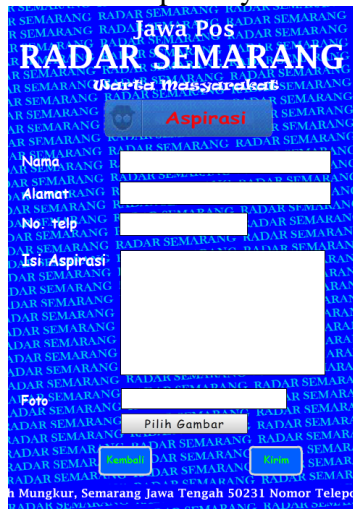 Jawa Pos
RADAR SEMARANG
Warta Masyarakat
Aspirasi
Nama
Alamat
No. telp
Isi Aspirasi
Foto
Pilih Gambar
Kembali Kirim
Mungkur, Semarang Jawa Tengah 50231 Nomor